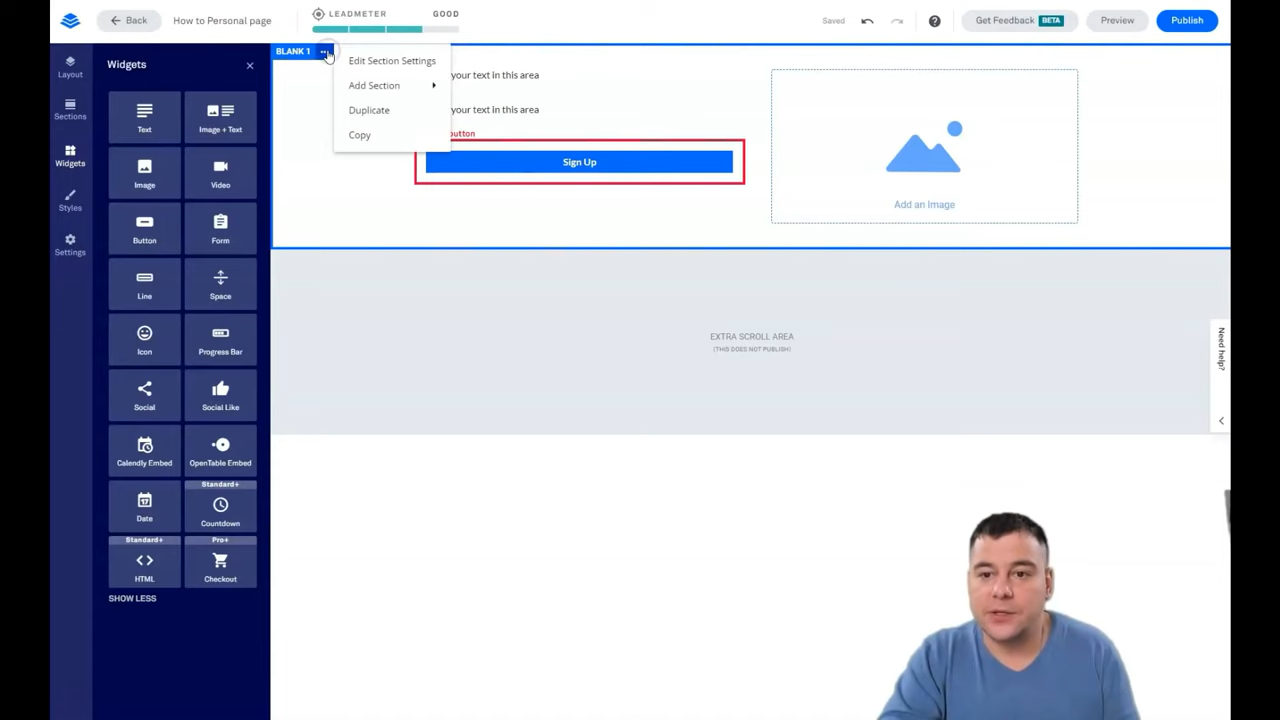 Back
How to Personal page
LEADMETER
GOOD
Saved
Get Feedback BETA
Preview
Publish
Layout
Sections
Widgets
Styles
Settings
Widgets
Text
Image + Text
Image
Video
Button
Form
Line
Space
Icon
Progress Bar
Social
Social Like
Calendly Embed
OpenTable Embed
Date
Standard+
Countdown
Standard+
HTML
Pro+
Checkout
SHOW LESS
BLANK 1
Edit Section Settings
Add Section
Duplicate
Copy
your text in this area
your text in this area
button
Sign Up
Add an Image
EXTRA SCROLL AREA
(THIS DOES NOT PUBLISH)
Need help?